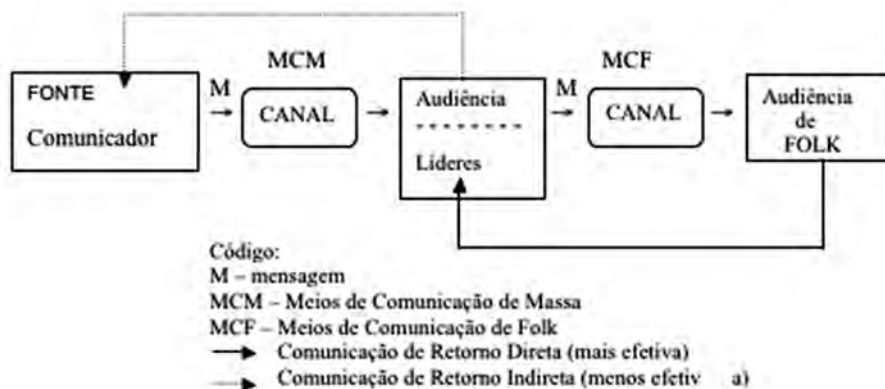 MCM
MCF
FONTE
Comunicador
M
CANAL
Audiência
Lideres
M
CANAL
Audiência
de
FOLK
Código:
M – mensagem
MCM – Meios de Comunicação de Massa
MCF – Meios de Comunicação de Folk
Comunicação de Retorno Direta (mais efetiva)
Comunicação de Retorno Indireta (menos efetiv a)